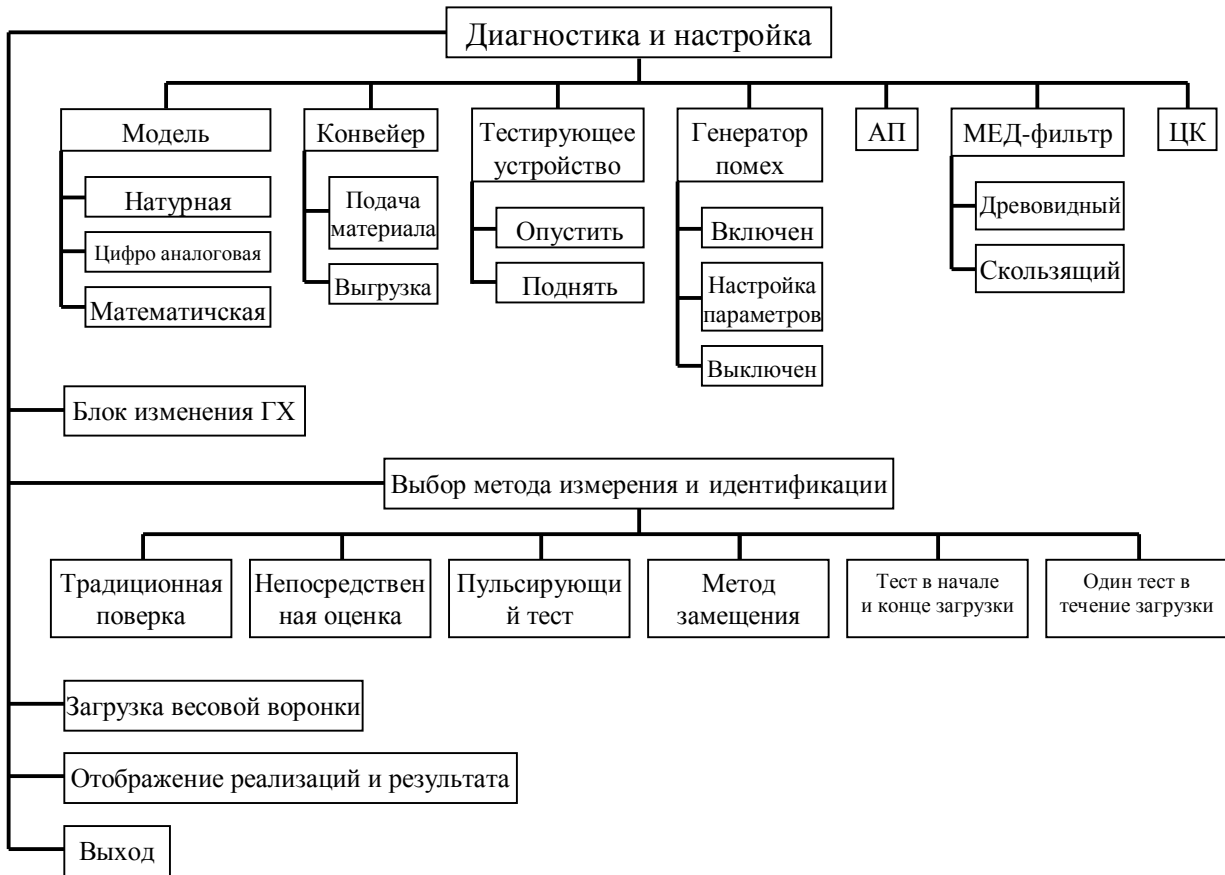 Диагностика и настройка
Модель
Натурная
Цифро аналоговая
Математичская
Конвейер
Подача
материала
Выгрузка
Тестирующее
устройство
Опустить
Поднять
Генератор
помех
Включен
Настройка
параметров
Выключен
АП
МЕД-фильтр
Древовидный
Скользящий
ЦК
Блок изменения ГХ
Выбор метода измерения и идентификации
Традиционная
поверка
Непосредствен
ная оценка
Пульсирующи
й тест
Метод
замещения
Тест в начале
и конце загрузки
Один тест в
течение загрузки
Загрузка весовой воронки
Отображение реализаций и результата
Выход